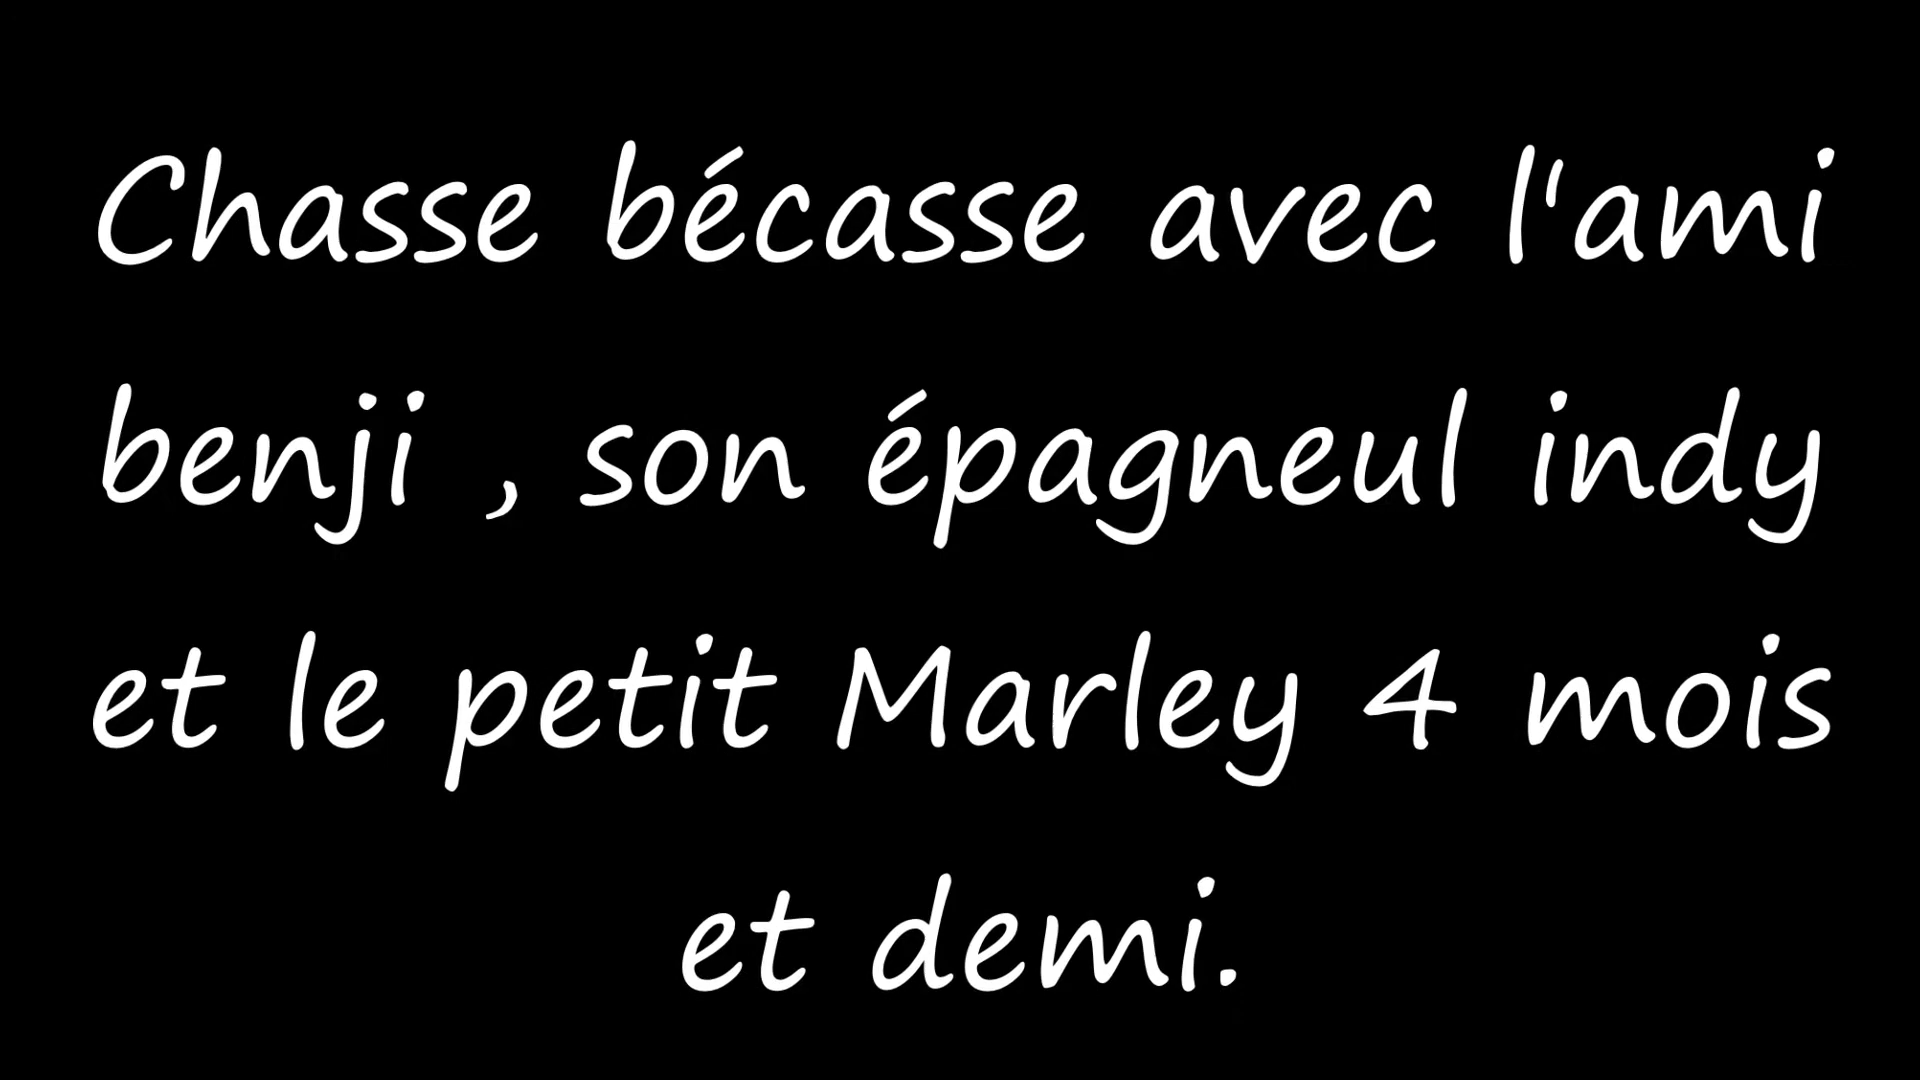 Chasse bécasse avec l'ami
benji , son épagneul indy
et le petit Marley 4 mois
et demi.